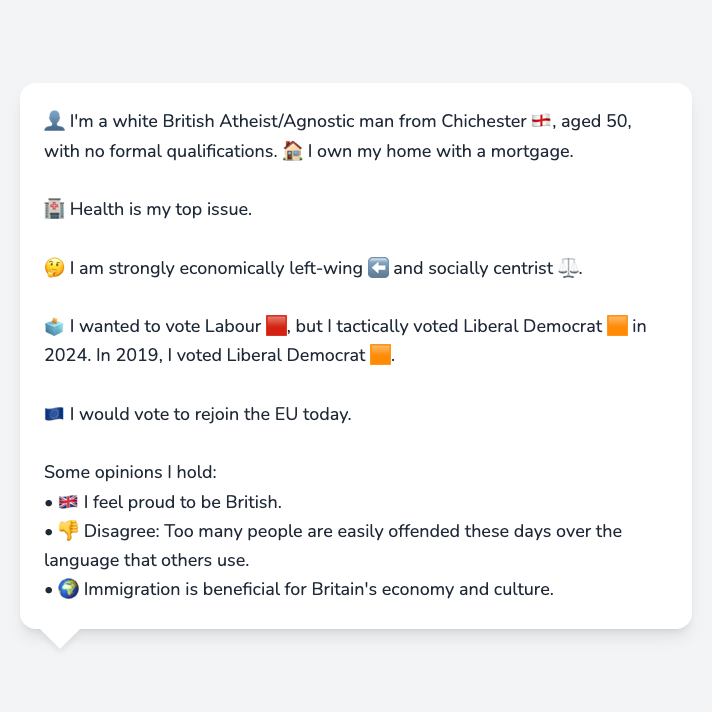 👤 I'm a white British Atheist/Agnostic man from Chichester 🏴󠁧󠁢󠁥󠁮󠁧󠁿, aged 50,
with no formal qualifications. 🏠 I own my home with a mortgage.
🏥 Health is my top issue.
🤔 I am strongly economically left-wing ⬅️ and socially centrist ⚖️.
🗳️ I wanted to vote Labour 🟥, but I tactically voted Liberal Democrat 🟧 in
2024. In 2019, I voted Liberal Democrat 🟧.
🇪🇺 I would vote to rejoin the EU today.
Some opinions I hold:
• 🇬🇧 I feel proud to be British.
• 👎 Disagree: Too many people are easily offended these days over the
language that others use.
• 🌍 Immigration is beneficial for Britain's economy and culture.